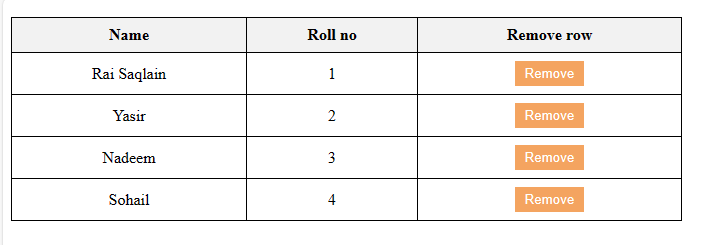 Name Roll no Remove row
Rai Saqlain 1 Remove
Yasir 2 Remove
Nadeem 3 Remove
Sohail 4 Remove